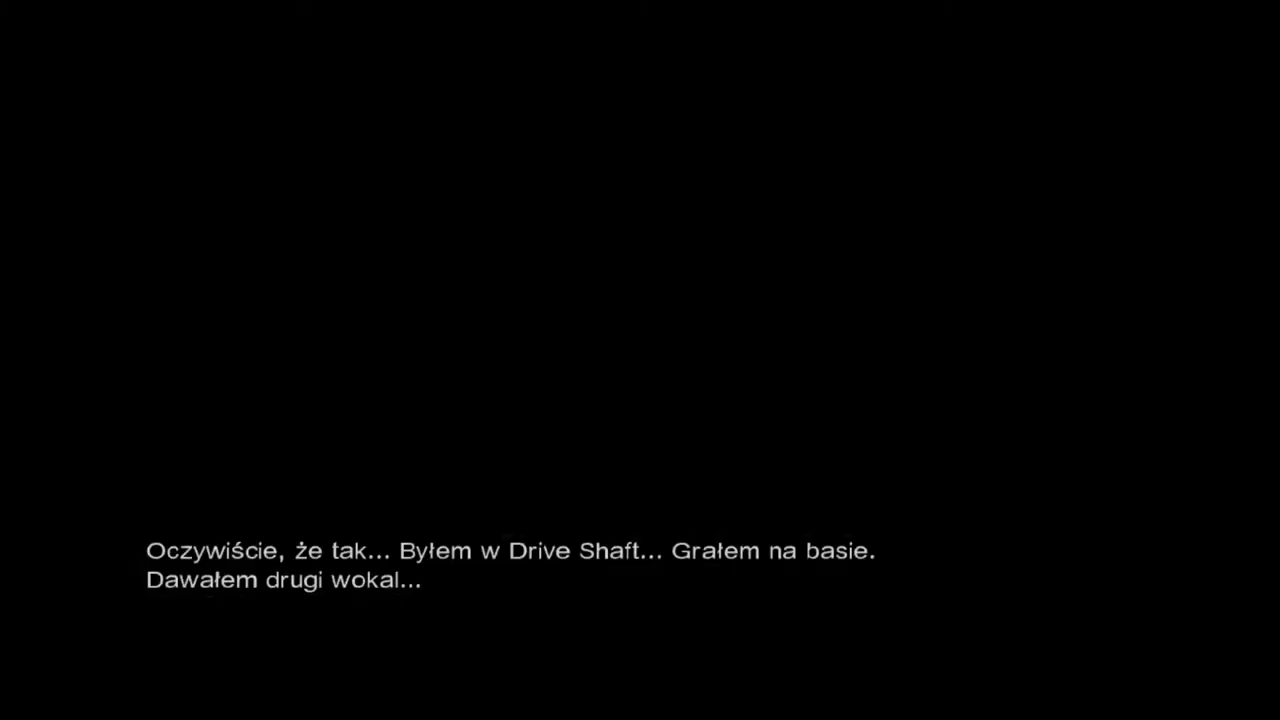 Oczywiście, że tak... Byłem w Drive Shaft... Grałem na basie.
Dawałem drugi wokal...